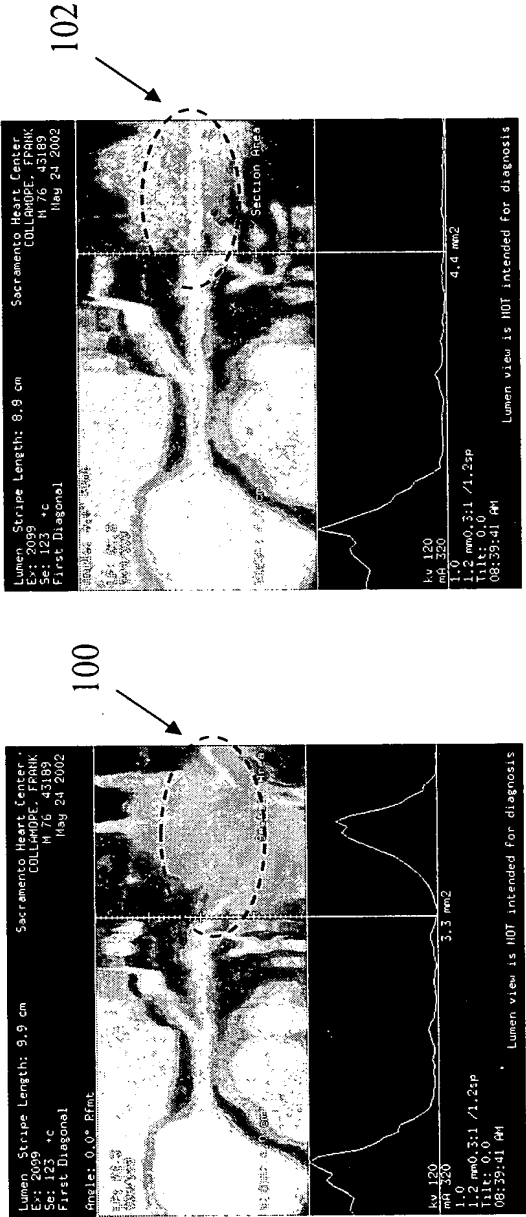 100
Lumen Stripe Length: 9.9 cm
Ex: 2099
Se: 123 +c
First Diagonal
Sacramento Heart Center
COLLAMORE, FRANK
M 76 43189
May 24 2002
Angle: 0.0° Rfmt
3.3 mm2
kv 120
mA 320
1.0
1.2 mm0.3:1 /1.2sp
Tilt: 0.0
08:39:41 AM
Lumen view is NOT intended for diagnosis
102
Lumen Stripe Length: 8.9 cm
Ex: 2099
Se: 123 +c
First Diagonal
Sacramento Heart Center
COLLAMORE, FRANK
M 76 43189
May 24 2002
Section Area
4.4 mm2
kv 120
mA 320
1.0
1.2 mm0.3:1 /1.2sp
Tilt: 0.0
08:39:41 AM
Lumen view is NOT intended for diagnosis